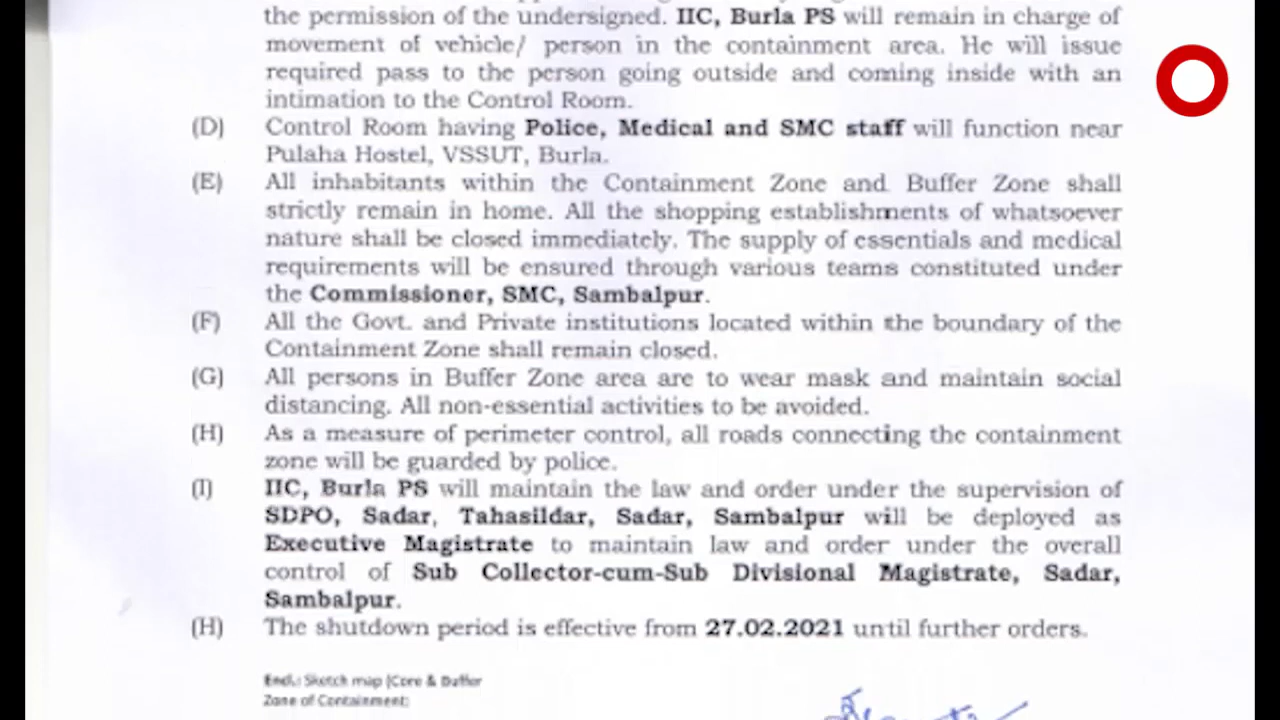 the permission of the undersigned. IIC, Burla PS will remain in charge of
movement of vehicle/ person in the containment area. He will issue
required pass to the person going outside and coming inside with an
intimation to the Control Room.
(D) Control Room having Police, Medical and SMC staff will function near
Pulaha Hostel, VSSUT, Burla.
(E) All inhabitants within the Containment Zone and Buffer Zone shall
strictly remain in home. All the shopping establishments of whatsoever
nature shall be closed immediately. The supply of essentials and medical
requirements will be ensured through various teams constituted under
the Commissioner, SMC, Sambalpur.
(F) All the Govt. and Private institutions located within the boundary of the
Containment Zone shall remain closed.
(G) All persons in Buffer Zone area are to wear mask and maintain social
distancing. All non-essential activities to be avoided.
(H) As a measure of perimeter control, all roads connecting the containment
zone will be guarded by police.
(I) IIC, Burla PS will maintain the law and order under the supervision of
SDPO, Sadar, Tahasildar, Sadar, Sambalpur will be deployed as
Executive Magistrate to maintain law and order under the overall
control of Sub Collector-cum-Sub Divisional Magistrate, Sadar,
Sambalpur.
(H) The shutdown period is effective from 27.02.2021 until further orders.
Encl.: Sketch map (Core & Buffer
Zone of Containment)